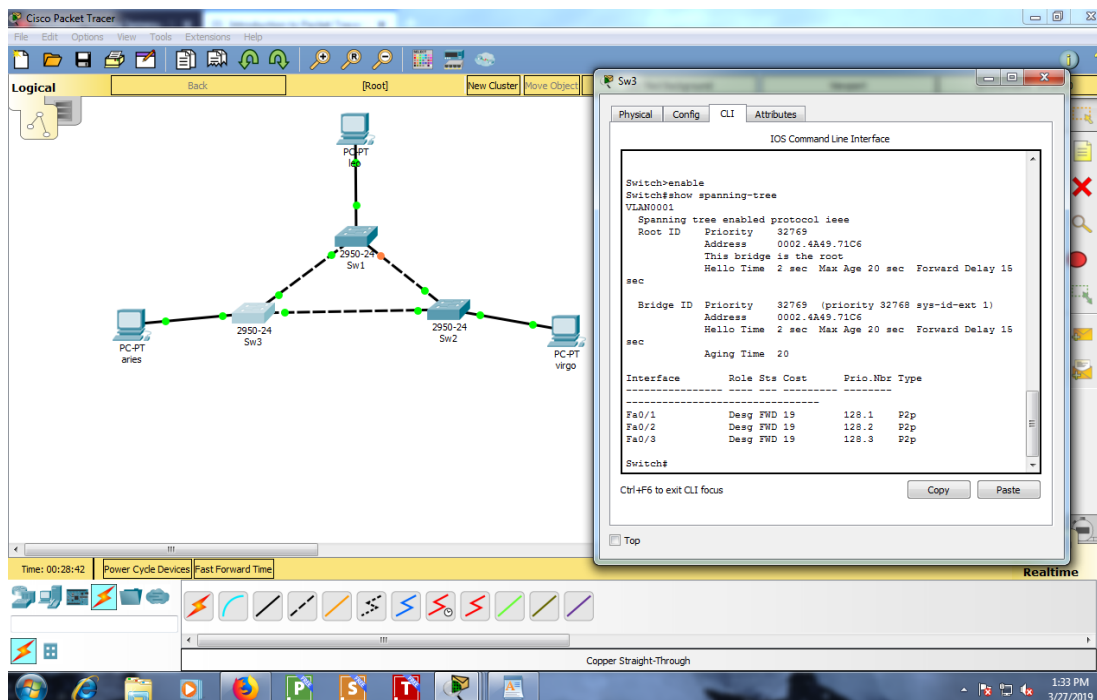 Cisco Packet Tracer
File Edit Options View Tools Extensions Help
Logical Back [Root] New Cluster Move Object
PC-PT
leo
2950-24
Sw1
2950-24
Sw3
2950-24
Sw2
PC-PT
aries
PC-PT
virgo
Sw3
Physical Config CLI Attributes
IOS Command Line Interface
Switch>enable
Switch#show spanning-tree
VLAN0001
Spanning tree enabled protocol ieee
Root ID Priority 32769
Address 0002.4A49.71C6
This bridge is the root
Hello Time 2 sec Max Age 20 sec Forward Delay 15
sec
Bridge ID Priority 32769 (priority 32768 sys-id-ext 1)
Address 0002.4A49.71C6
Hello Time 2 sec Max Age 20 sec Forward Delay 15
sec
Aging Time 20
Interface Role Sts Cost Prio.Nbr Type
---------------- ---- --- --------- -------- --------------------------------
Fa0/1 Desg FWD 19 128.1 P2p
Fa0/2 Desg FWD 19 128.2 P2p
Fa0/3 Desg FWD 19 128.3 P2p
Switch#
Ctrl+F6 to exit CLI focus Copy Paste
Top
Time: 00:28:42 Power Cycle Devices Fast Forward Time Realtime
Copper Straight-Through
1:33 PM
3/27/2019